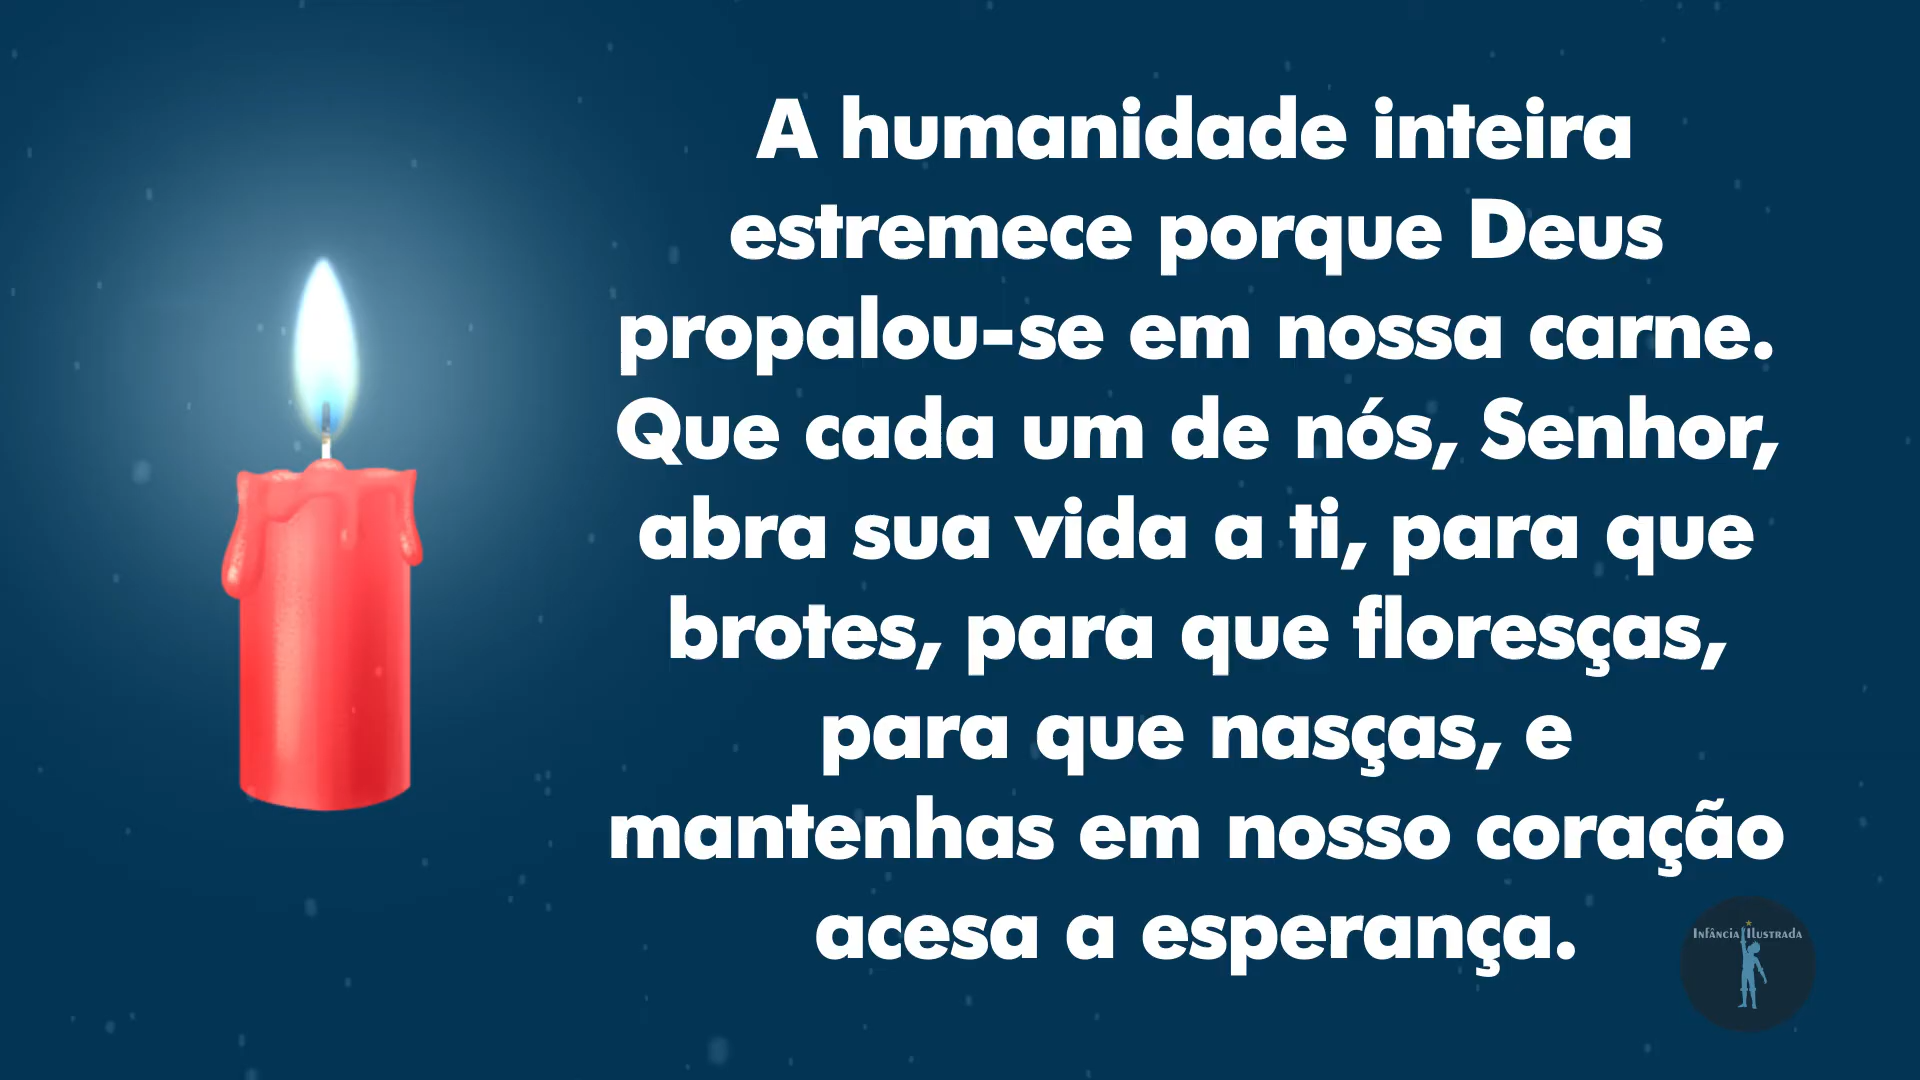 A humanidade inteira
estremece porque Deus
propalou-se em nossa carne.
Que cada um de nós, Senhor,
abra sua vida a ti, para que
brotes, para que floresças,
para que nasças, e
mantenhas em nosso coração
acesa a esperança.
Infância Ilustrada